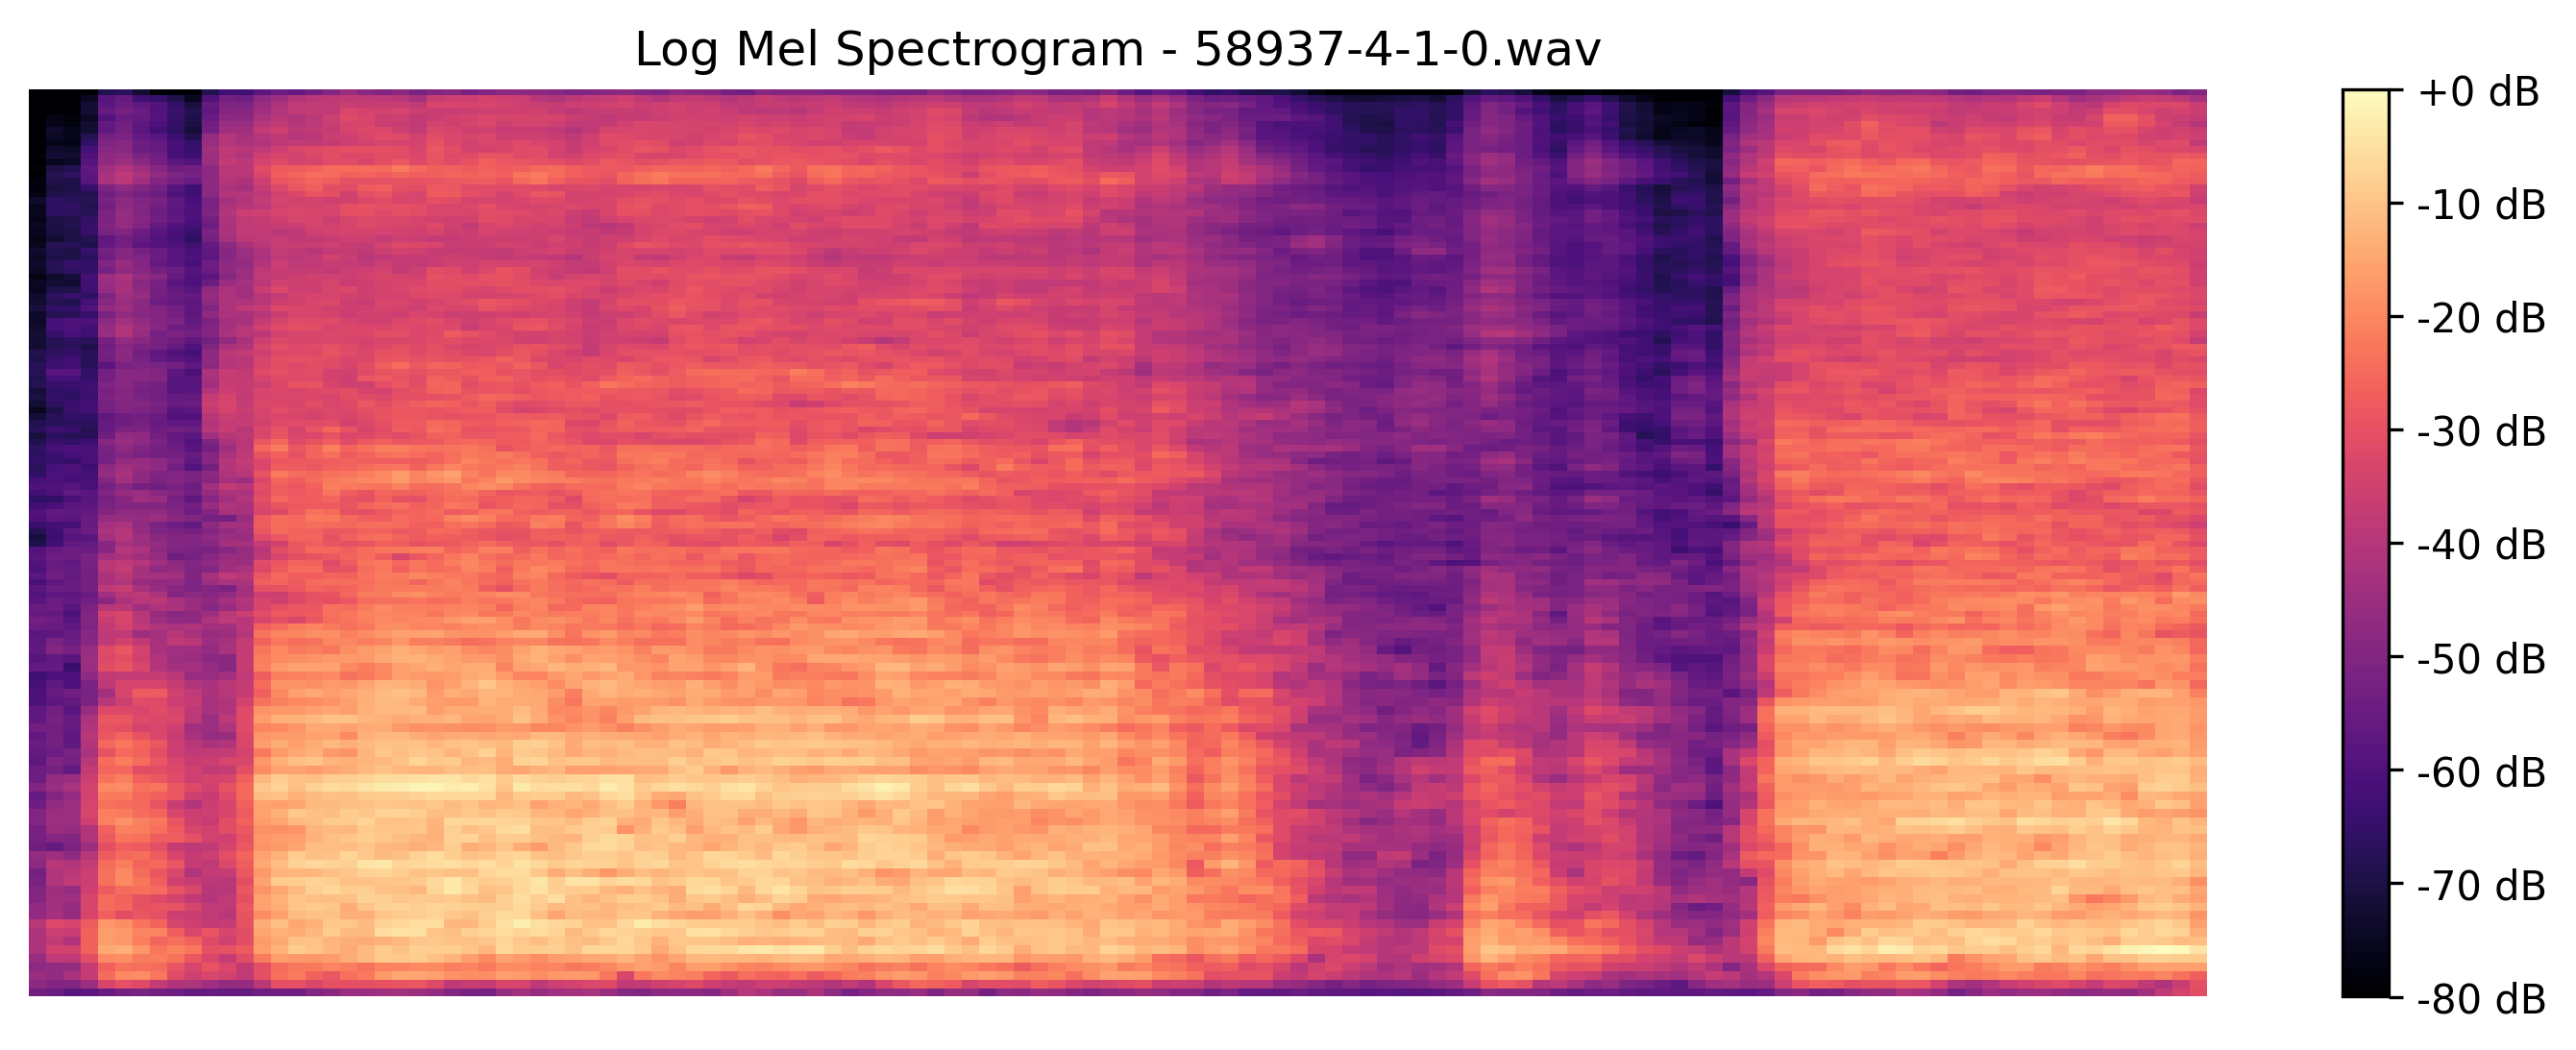 Log Mel Spectrogram - 58937-4-1-0.wav
+0 dB
-10 dB
-20 dB
-30 dB
-40 dB
-50 dB
-60 dB
-70 dB
-80 dB